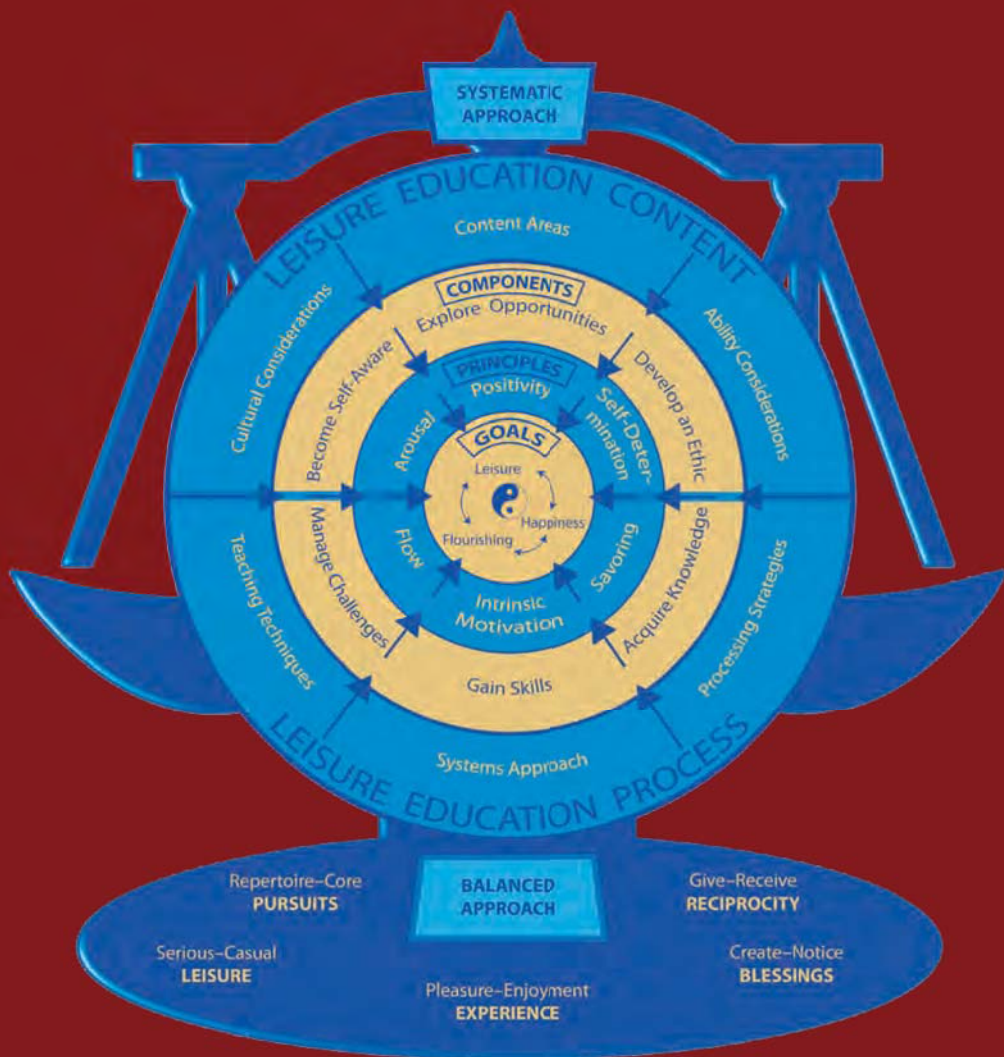 SYSTEMATIC
APPROACH
LEISURE EDUCATION CONTENT
Content Areas
Cultural Considerations
Ability Considerations
COMPONENTS
Explore Opportunities
Become Self-Aware
Develop an Ethic
PRINCIPLES
Positivity
Arousal
Self-Deter-
mination
GOALS
Leisure
Happiness
Flourishing
Flow
Savoring
Intrinsic
Motivation
Manage Challenges
Acquire Knowledge
Gain Skills
Teaching Techniques
Processing Strategies
Systems Approach
LEISURE EDUCATION PROCESS
BALANCED
APPROACH
Repertoire–Core
PURSUITS
Give–Receive
RECIPROCITY
Serious–Casual
LEISURE
Create–Notice
BLESSINGS
Pleasure–Enjoyment
EXPERIENCE